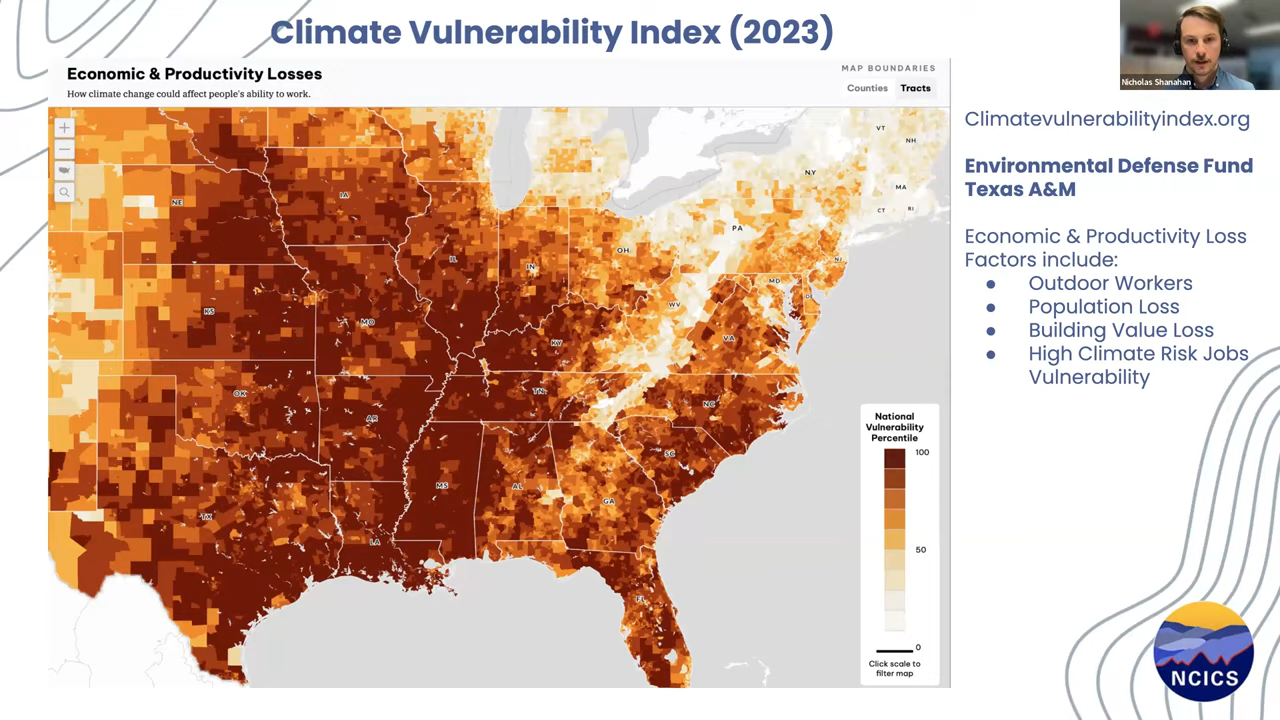 Climate Vulnerability Index (2023)
Nicholas Shanahan
Economic & Productivity Losses
How climate change could affect people's ability to work.
MAP BOUNDARIES
Counties Tracts
Climatevulnerabilityindex.org
Environmental Defense Fund
Texas A&M
Economic & Productivity Loss
Factors include:
● Outdoor Workers
● Population Loss
● Building Value Loss
● High Climate Risk Jobs
Vulnerability
VT
NH
NY
MA
CT RI
NE
IA
PA
OH
IL
IN
NJ
MD
DE
WV
KS
MO
KY
VA
OK
TN
NC
AR
SC
MS
AL
GA
TX
LA
FL
National
Vulnerability
Percentile
100
50
0
Click scale to
filter map
NCICS